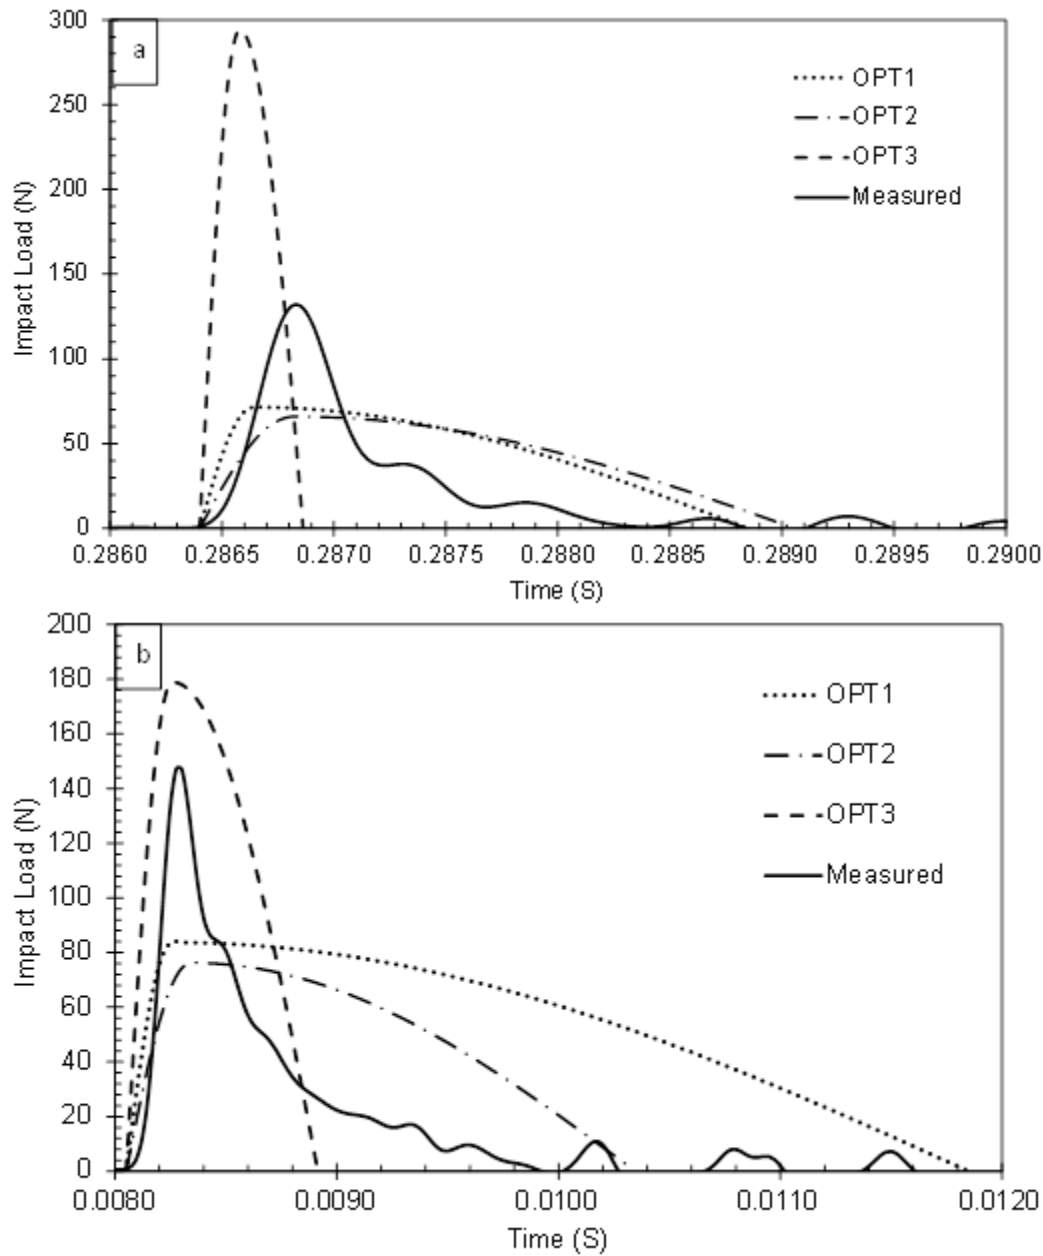 300
a
250
200
150
100
50
0
Impact Load (N)
OPT1
OPT2
OPT3
Measured
0.2860 0.2865 0.2870 0.2875 0.2880 0.2885 0.2890 0.2895 0.2900
Time (S)
200
b
180
160
140
120
100
80
60
40
20
0
Impact Load (N)
OPT1
OPT2
OPT3
Measured
0.0080 0.0090 0.0100 0.0110 0.0120
Time (S)